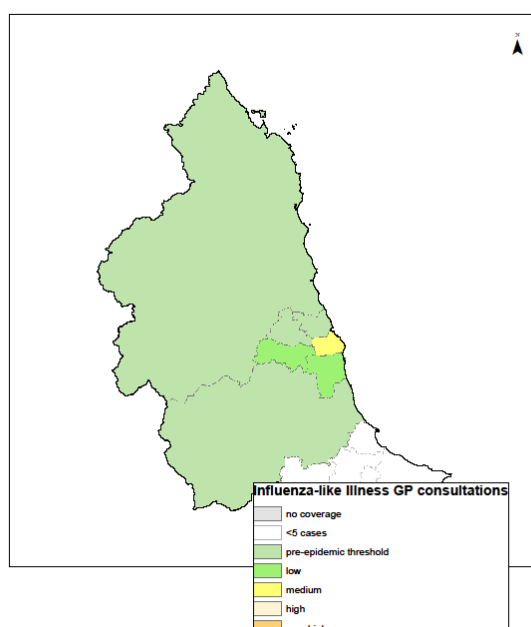 N
Influenza-like Illness GP consultations
no coverage
<5 cases
pre-epidemic threshold
low
medium
high